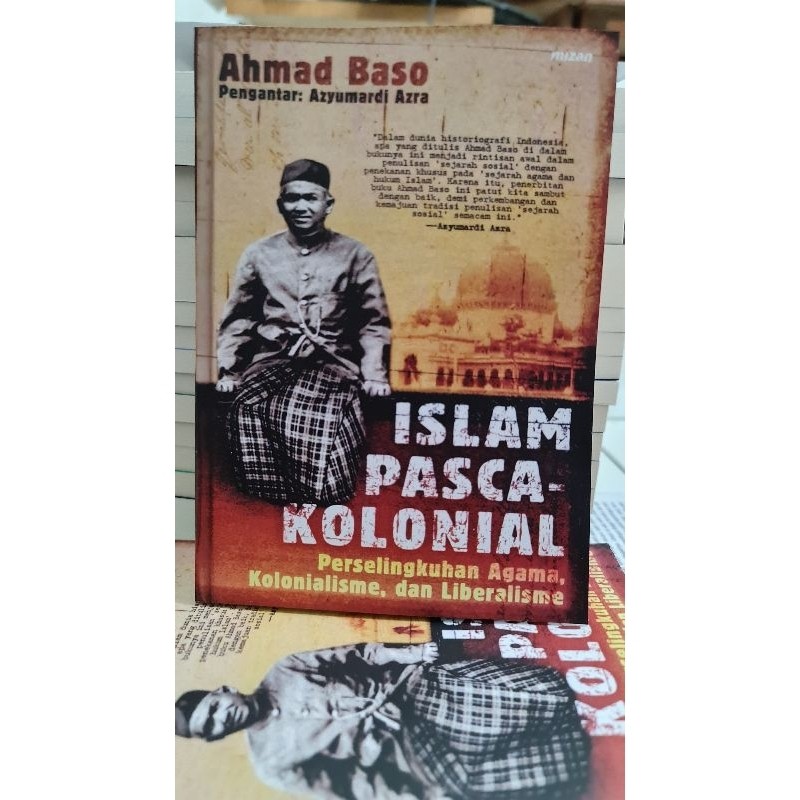 mizan
Ahmad Baso
Pengantar: Azyumardi Azra
"Dalam dunia historiografi Indonesia,
apa yang ditulis Ahmad Baso di dalam
bukunya ini menjadi rintisan awal dalam
penulisan 'sejarah sosial' dengan
penekanan khusus pada 'sejarah agama dan
hukum Islam'. Karena itu, penerbitan
buku Ahmad Baso ini patut kita sambut
dengan baik, demi perkembangan dan
kemajuan tradisi penulisan 'sejarah
sosial' semacam ini."
—Azyumardi Azra
ISLAM
PASCA-
KOLONIAL
Perselingkuhan Agama,
Kolonialisme, dan Liberalisme